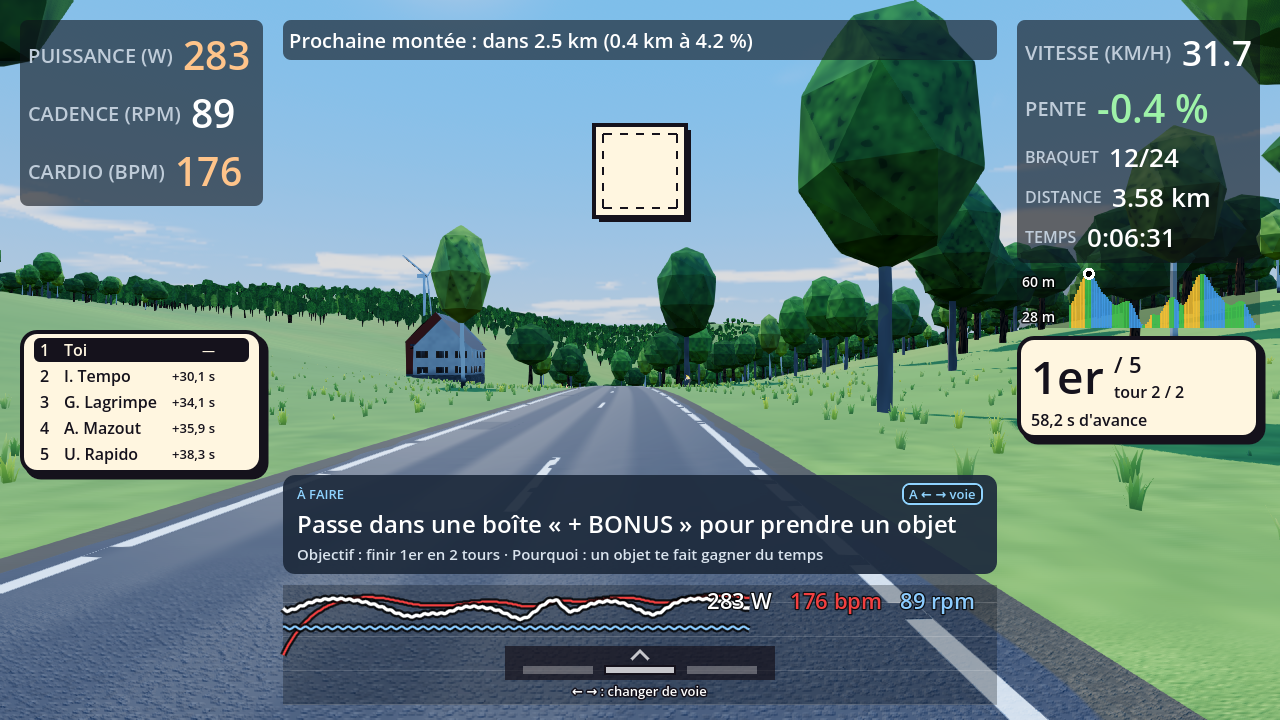 PUISSANCE (W) 283
CADENCE (RPM) 89
CARDIO (BPM) 176
Prochaine montée : dans 2.5 km (0.4 km à 4.2 %)
VITESSE (KM/H) 31.7
PENTE -0.4 %
BRAQUET 12/24
DISTANCE 3.58 km
TEMPS 0:06:31
60 m
28 m
1 Toi —
2 I. Tempo +30,1 s
3 G. Lagrimpe +34,1 s
4 A. Mazout +35,9 s
5 U. Rapido +38,3 s
1er / 5
tour 2 / 2
58,2 s d'avance
À FAIRE
A ← → voie
Passe dans une boîte « + BONUS » pour prendre un objet
Objectif : finir 1er en 2 tours · Pourquoi : un objet te fait gagner du temps
283 W 176 bpm 89 rpm
← → : changer de voie